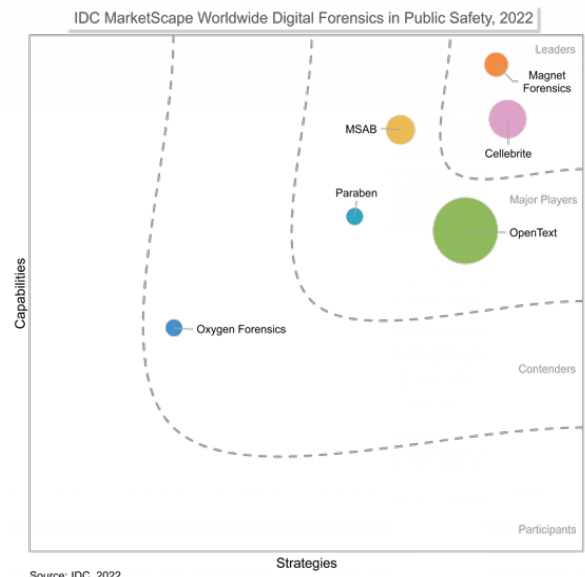 IDC MarketScape Worldwide Digital Forensics in Public Safety, 2022
Leaders
Magnet
Forensics
MSAB
Cellebrite
Paraben
Major Players
OpenText
Capabilities
Oxygen Forensics
Contenders
Participants
Strategies
Source: IDC, 2022